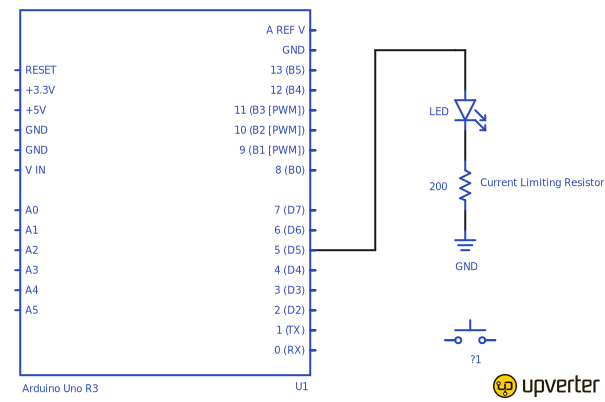 A REF V
GND
RESET 13 (B5)
+3.3V 12 (B4)
+5V 11 (B3 [PWM])
GND 10 (B2 [PWM])
GND 9 (B1 [PWM])
V IN 8 (B0)
A0 7 (D7)
A1 6 (D6)
A2 5 (D5)
A3 4 (D4)
A4 3 (D3)
A5 2 (D2)
1 (TX)
0 (RX)
Arduino Uno R3 U1
LED
200 Current Limiting Resistor
GND
?1
upverter